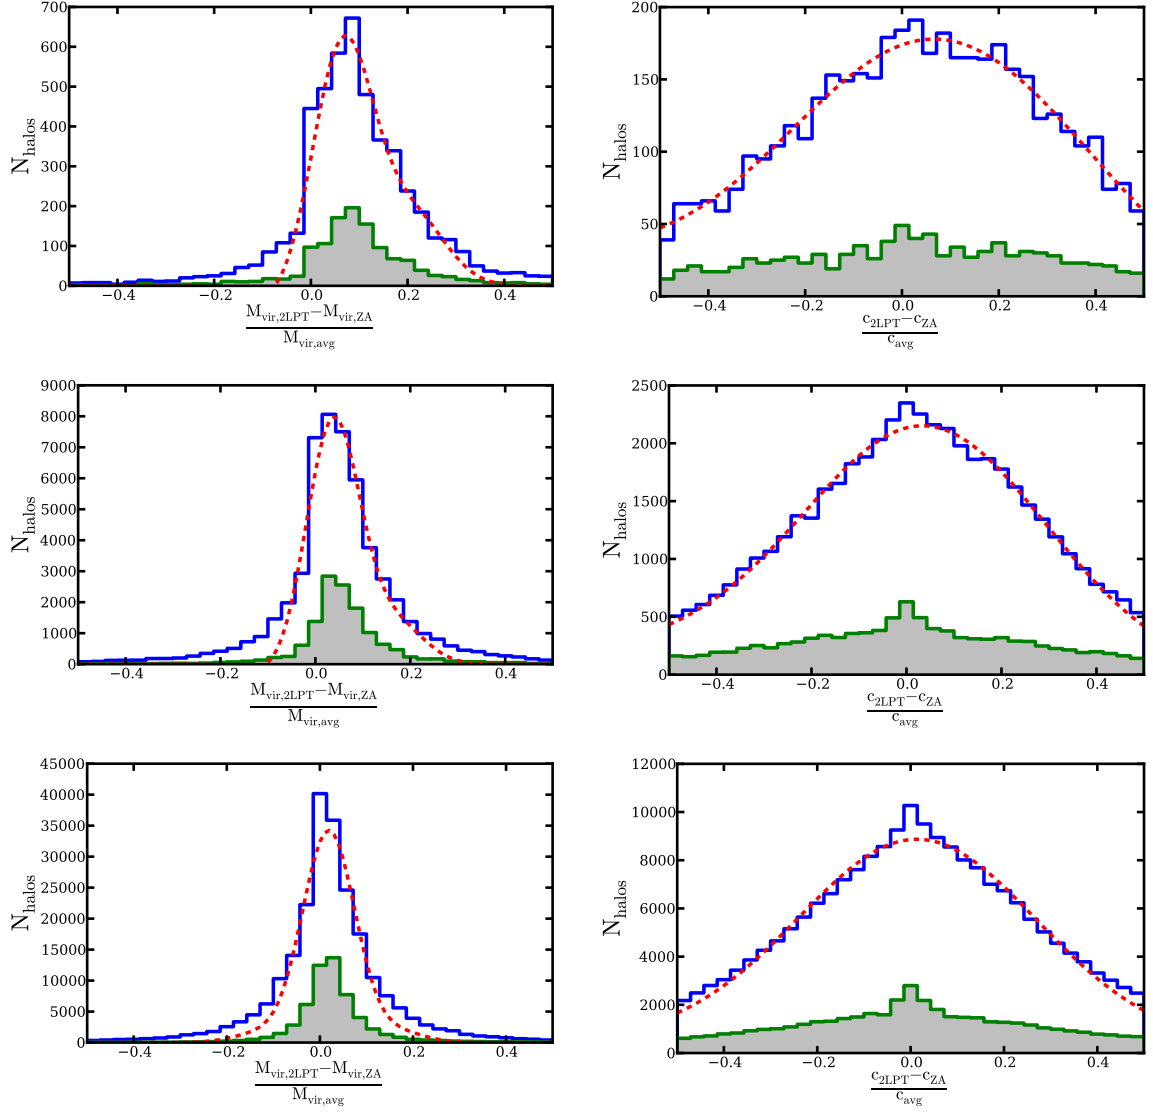 700
600
500
400
300
200
100
0
N_halos
−0.4 −0.2 0.0 0.2 0.4
M_vir,2LPT−M_vir,ZA
M_vir,avg
200
150
100
50
0
N_halos
−0.4 −0.2 0.0 0.2 0.4
c_2LPT−c_ZA
c_avg
9000
8000
7000
6000
5000
4000
3000
2000
1000
0
N_halos
−0.4 −0.2 0.0 0.2 0.4
M_vir,2LPT−M_vir,ZA
M_vir,avg
2500
2000
1500
1000
500
0
N_halos
−0.4 −0.2 0.0 0.2 0.4
c_2LPT−c_ZA
c_avg
45000
40000
35000
30000
25000
20000
15000
10000
5000
0
N_halos
−0.4 −0.2 0.0 0.2 0.4
M_vir,2LPT−M_vir,ZA
M_vir,avg
12000
10000
8000
6000
4000
2000
0
N_halos
−0.4 −0.2 0.0 0.2 0.4
c_2LPT−c_ZA
c_avg